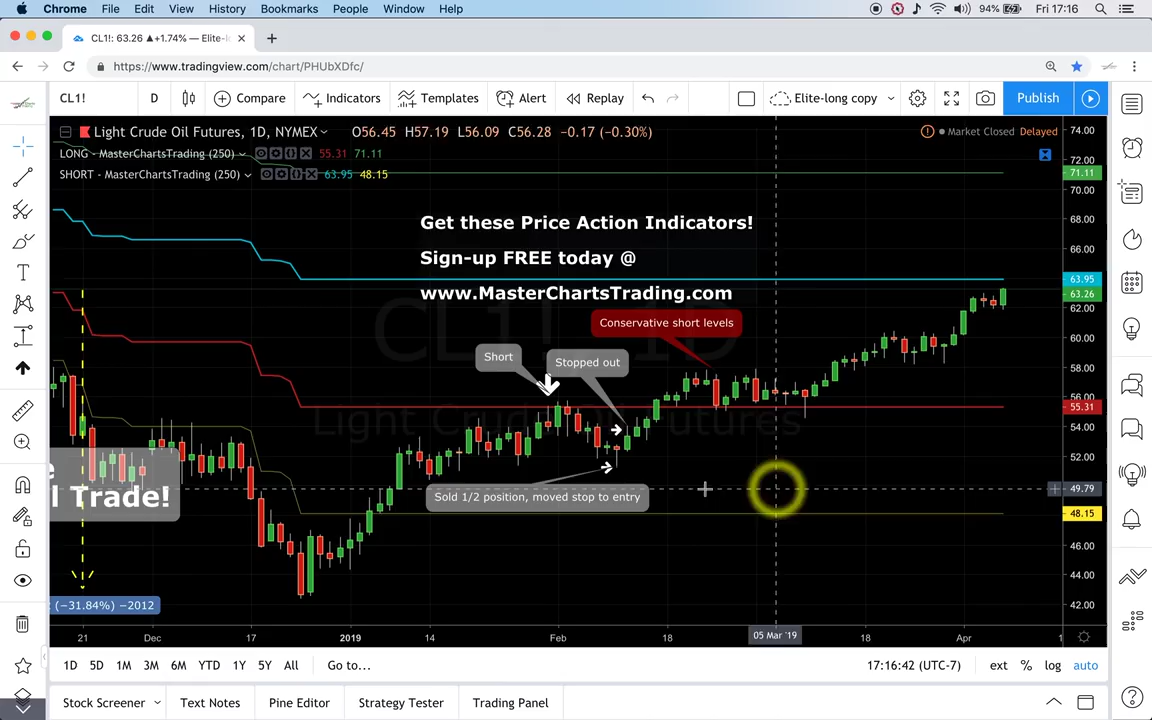 Chrome File Edit View History Bookmarks People Window Help 94% Fri 17:16
CL1!: 63.26 ▲+1.74% — Elite-lo
https://www.tradingview.com/chart/PHUbXDfc/
CL1! D Compare Indicators Templates Alert Replay Elite-long copy Publish
Light Crude Oil Futures, 1D, NYMEX O56.45 H57.19 L56.09 C56.28 −0.17 (−0.30%)
Market Closed Delayed
LONG - MasterChartsTrading (250) 55.31 71.11
SHORT - MasterChartsTrading (250) 63.95 48.15
Get these Price Action Indicators!
Sign-up FREE today @
www.MasterChartsTrading.com
CL1!, 1D
Light Crude Oil Futures
Conservative short levels
Short
Stopped out
Sold 1/2 position, moved stop to entry
e
l Trade!
(−31.84%) −2012
74.00
72.00
71.11
70.00
68.00
66.00
63.95
63.26
62.00
60.00
58.00
56.00
55.31
54.00
52.00
49.79
48.15
46.00
44.00
42.00
21 Dec 17 2019 14 Feb 18 05 Mar '19 18 Apr 1
1D 5D 1M 3M 6M YTD 1Y 5Y All Go to... 17:16:42 (UTC-7) ext % log auto
Stock Screener Text Notes Pine Editor Strategy Tester Trading Panel